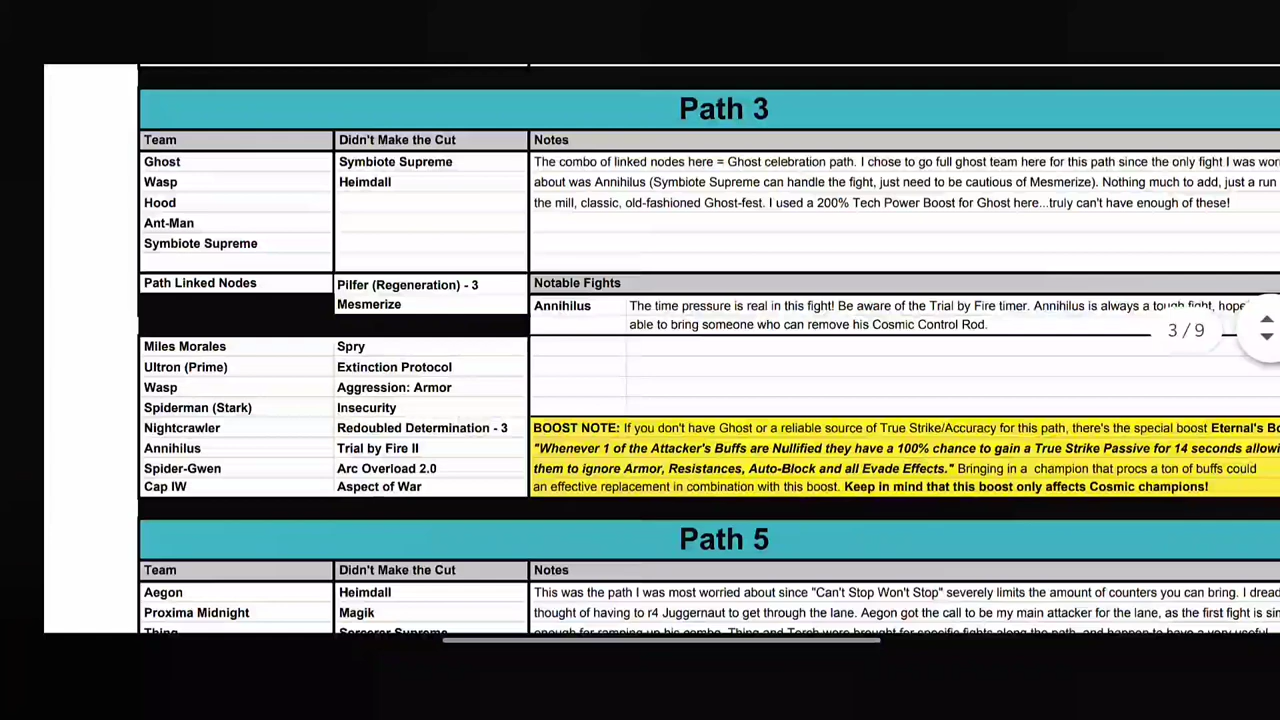 Path 3
Team Didn't Make the Cut Notes
Ghost Symbiote Supreme The combo of linked nodes here = Ghost celebration path. I chose to go full ghost team here for this path since the only fight I was
Wasp Heimdall about was Annihilus (Symbiote Supreme can handle the fight, just need to be cautious of Mesmerize). Nothing much to add, just a run
Hood the mill, classic, old-fashioned Ghost-fest. I used a 200% Tech Power Boost for Ghost here...truly can't have enough of these!
Ant-Man
Symbiote Supreme
Path Linked Nodes Pilfer (Regeneration) - 3 Notable Fights
Mesmerize
Annihilus The time pressure is real in this fight! Be aware of the Trial by Fire timer. Annihilus is always a tough fight,
able to bring someone who can remove his Cosmic Control Rod.
3 / 9
Miles Morales Spry
Ultron (Prime) Extinction Protocol
Wasp Aggression: Armor
Spiderman (Stark) Insecurity
Nightcrawler Redoubled Determination - 3 BOOST NOTE: If you don't have Ghost or a reliable source of True Strike/Accuracy for this path, there's the special boost Eternal's
Annihilus Trial by Fire II "Whenever 1 of the Attacker's Buffs are Nullified they have a 100% chance to gain a True Strike Passive for 14 seconds
Spider-Gwen Arc Overload 2.0 them to ignore Armor, Resistances, Auto-Block and all Evade Effects." Bringing in a champion that procs a ton of buffs could
Cap IW Aspect of War an effective replacement in combination with this boost. Keep in mind that this boost only affects Cosmic champions!
Path 5
Team Didn't Make the Cut Notes
Aegon Heimdall This was the path I was most worried about since "Can't Stop Won't Stop" severely limits the amount of counters you can bring. I
Proxima Midnight Magik thought of having to r4 Juggernaut to get through the lane. Aegon got the call to be my main attacker for the lane, as the first fight is